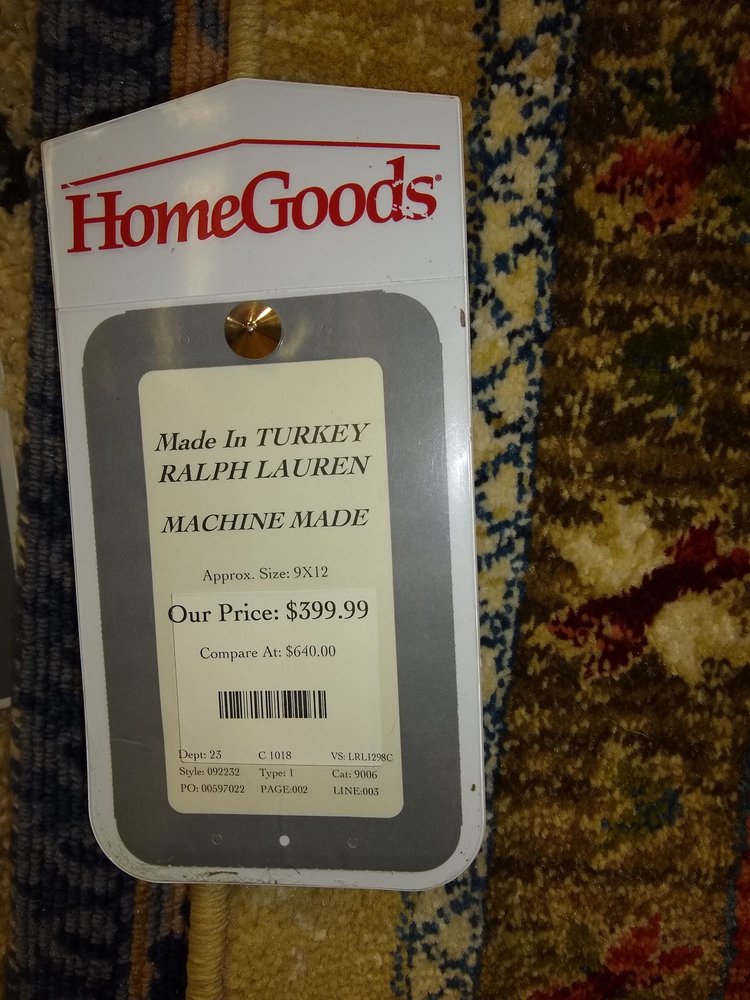 HomeGoods®
Made In TURKEY
RALPH LAUREN
MACHINE MADE
Approx. Size: 9X12
Our Price: $399.99
Compare At: $640.00
Dept: 23 C 1018 VS: LRL1298C
Style: 092232 Type: 1 Cat: 9006
PO: 00597022 PAGE:002 LINE:003